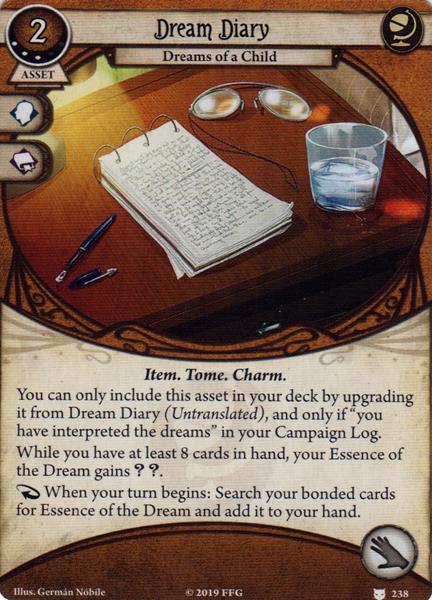 2
Dream Diary
ASSET
Dreams of a Child
Item. Tome. Charm.
You can only include this asset in your deck by upgrading
it from Dream Diary (Untranslated), and only if “you
have interpreted the dreams” in your Campaign Log.
While you have at least 8 cards in hand, your Essence of
the Dream gains ? ?.
When your turn begins: Search your bonded cards
for Essence of the Dream and add it to your hand.
Illus. Germán Nóbile
© 2019 FFG
238